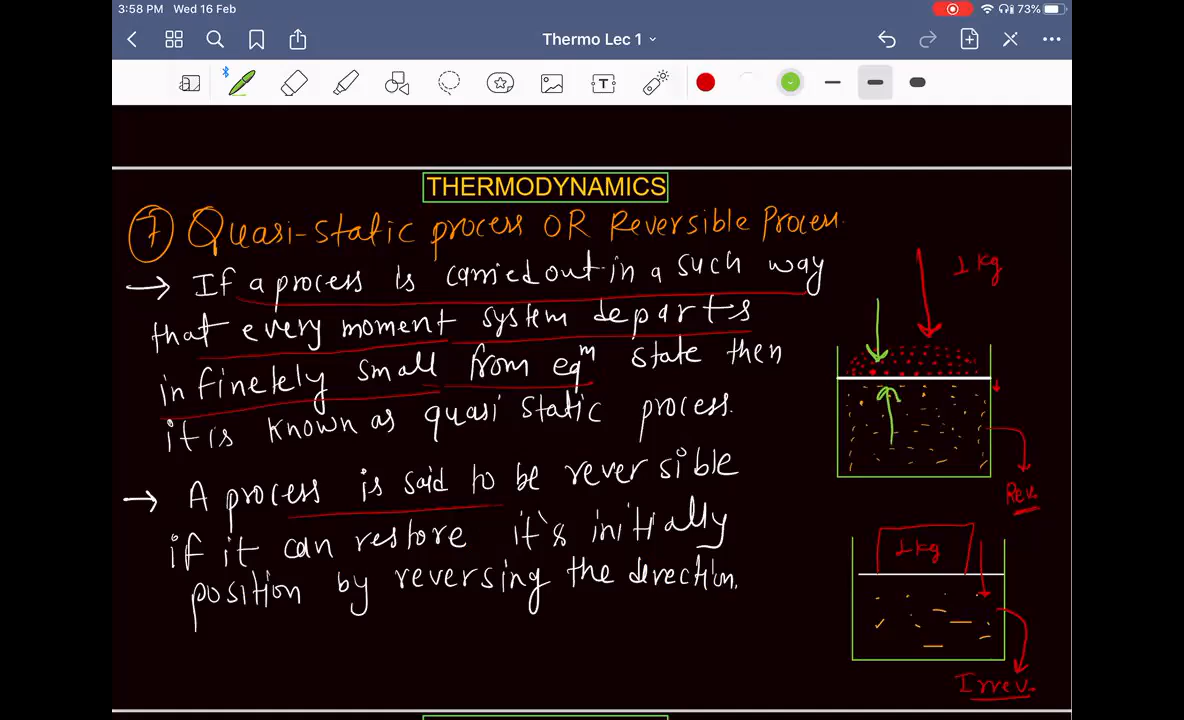 3:58 PM Wed 16 Feb
73%
Thermo Lec 1
T
THERMODYNAMICS
7 Quasi-static process OR Reversible Process.
→ If a process is carried out in a such way
that every moment system departs
infinetely small from eqm state then
it is known as quasi static process.
→ A process is said to be reversible
if it can restore it's initially
position by reversing the direction.
1 kg
Rev.
1 kg
Irrev.